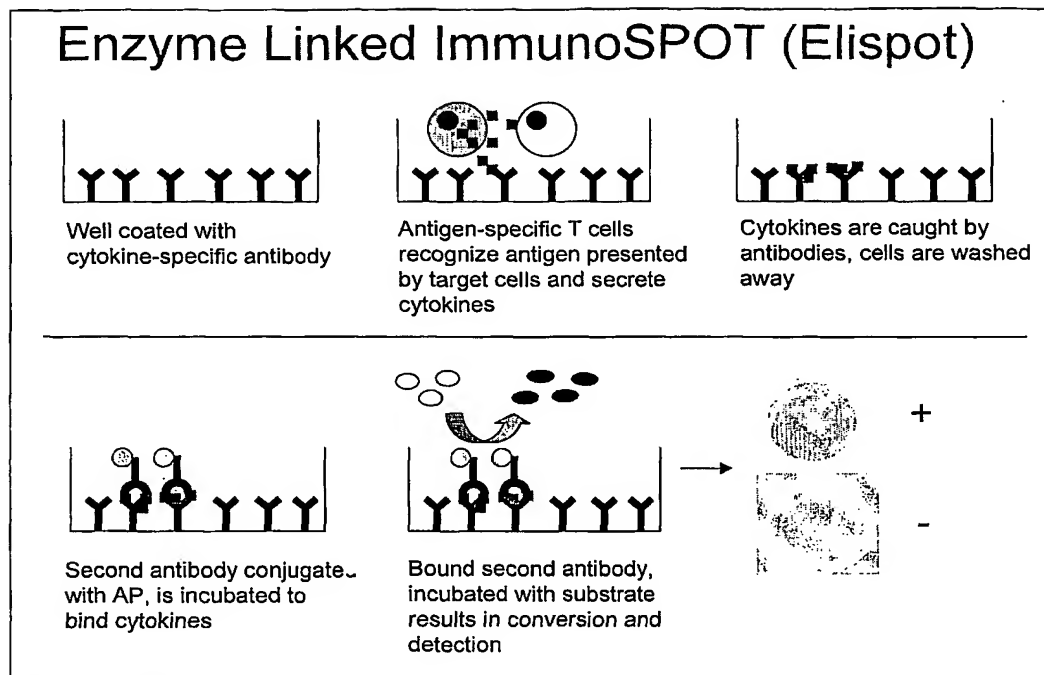 Enzyme Linked ImmunoSPOT (Elispot)
Well coated with
cytokine-specific antibody
Antigen-specific T cells
recognize antigen presented
by target cells and secrete
cytokines
Cytokines are caught by
antibodies, cells are washed
away
+
-
Second antibody conjugate
with AP, is incubated to
bind cytokines
Bound second antibody,
incubated with substrate
results in conversion and
detection